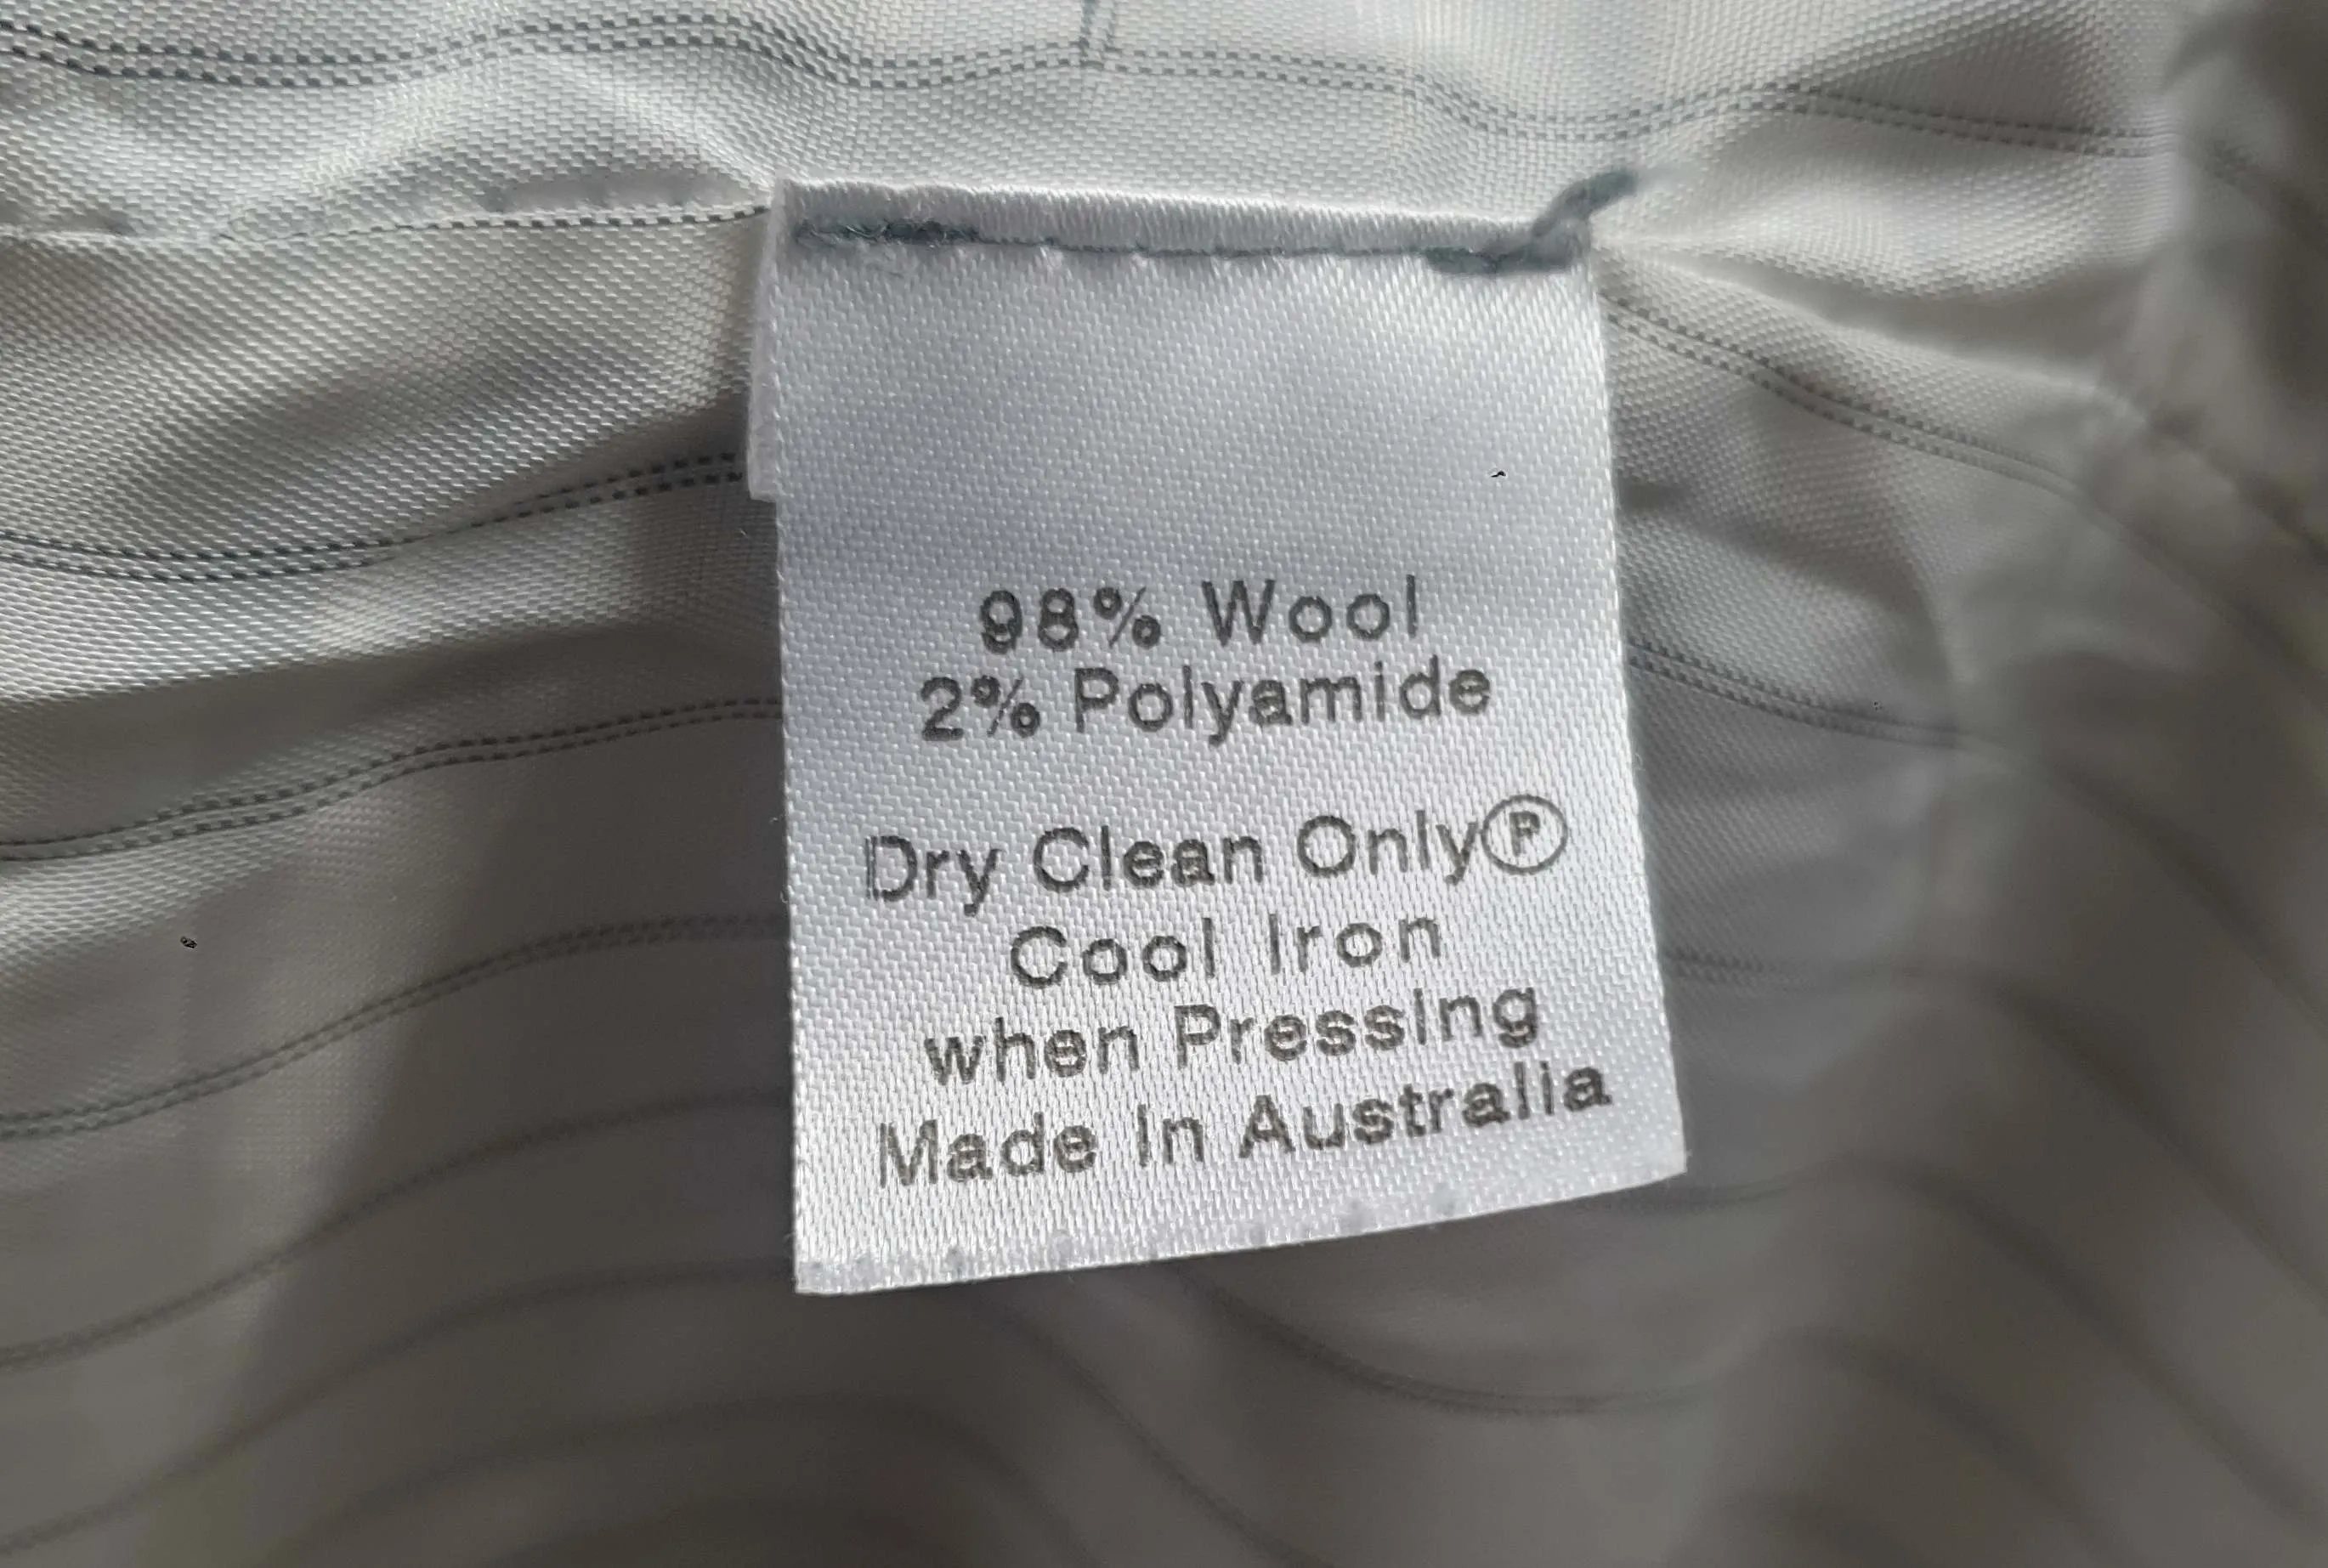 98% Wool
2% Polyamide
Dry Clean Only Ⓟ
Cool Iron
when Pressing
Made In Australia